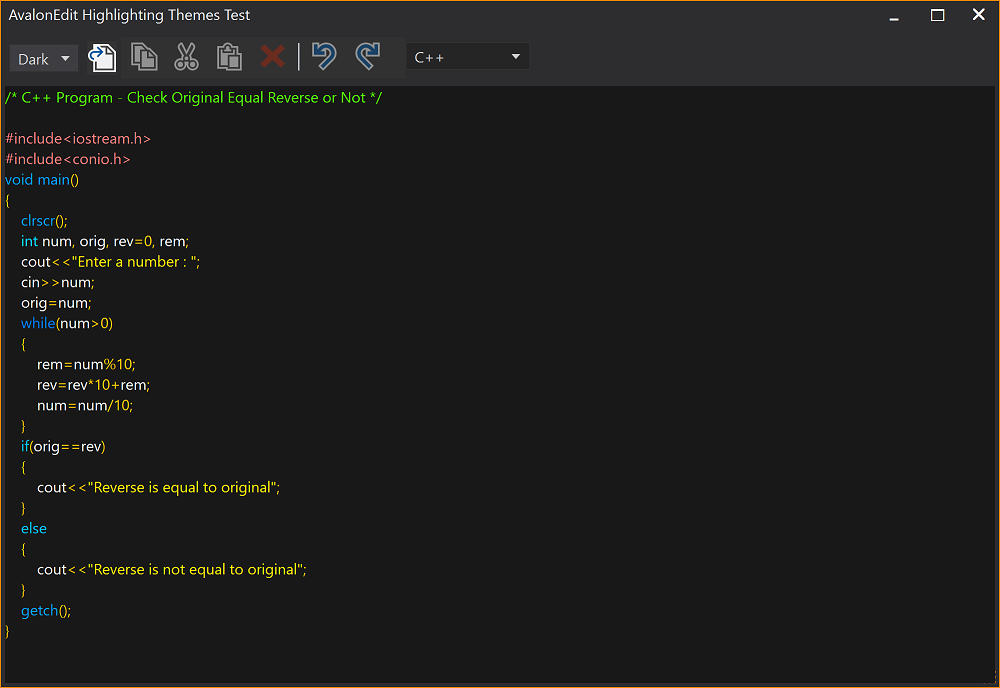 AvalonEdit Highlighting Themes Test
Dark
C++
/* C++ Program - Check Original Equal Reverse or Not */
#include<iostream.h>
#include<conio.h>
void main()
{
clrscr();
int num, orig, rev=0, rem;
cout<<"Enter a number : ";
cin>>num;
orig=num;
while(num>0)
{
rem=num%10;
rev=rev*10+rem;
num=num/10;
}
if(orig==rev)
{
cout<<"Reverse is equal to original";
}
else
{
cout<<"Reverse is not equal to original";
}
getch();
}